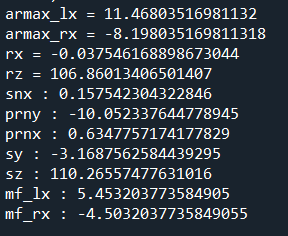 armax_lx = 11.46803516981132
armax_rx = -8.198035169811318
rx = -0.037546168898673044
rz = 106.86013406501407
snx : 0.157542304322846
prny : -10.052337644778945
prnx : 0.6347757174177829
sy : -3.1687562584439295
sz : 110.26557477631016
mf_lx : 5.453203773584905
mf_rx : -4.5032037735849055